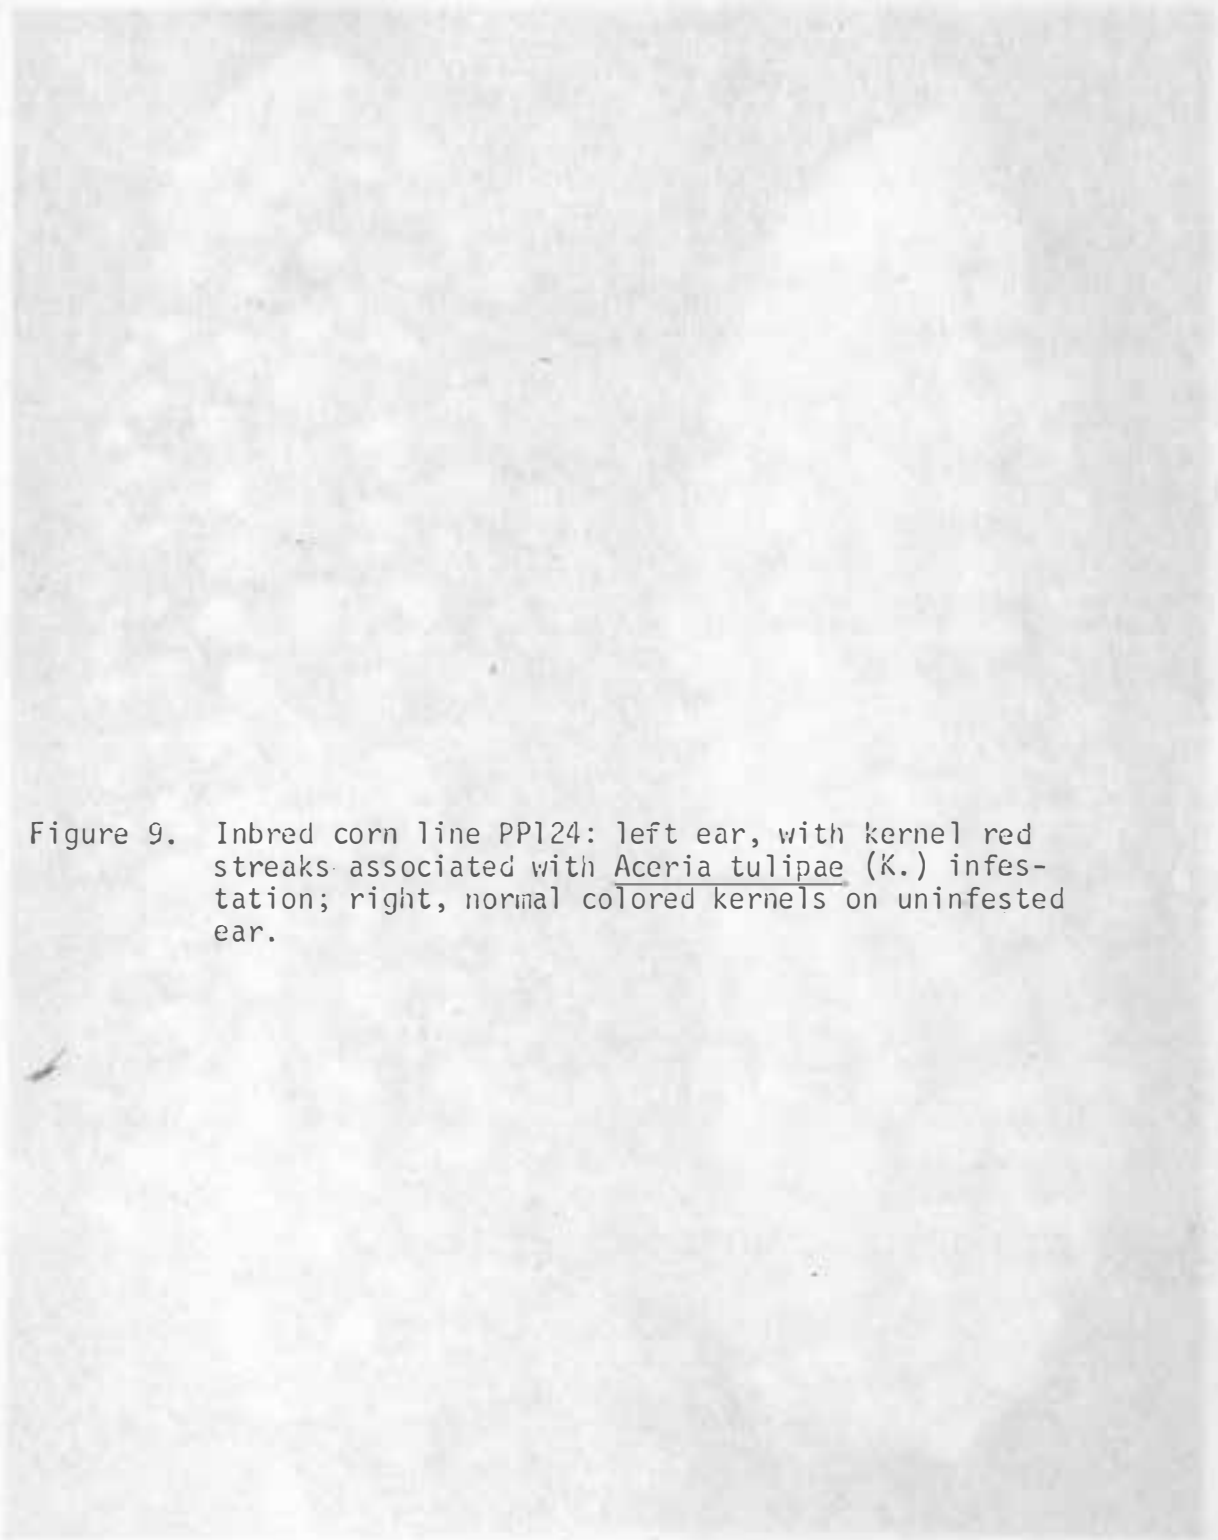 Figure 9. Inbred corn line PP124: left ear, with kernel red
streaks associated with Aceria tulipae (K.) infes-
tation; right, normal colored kernels on uninfested
ear.